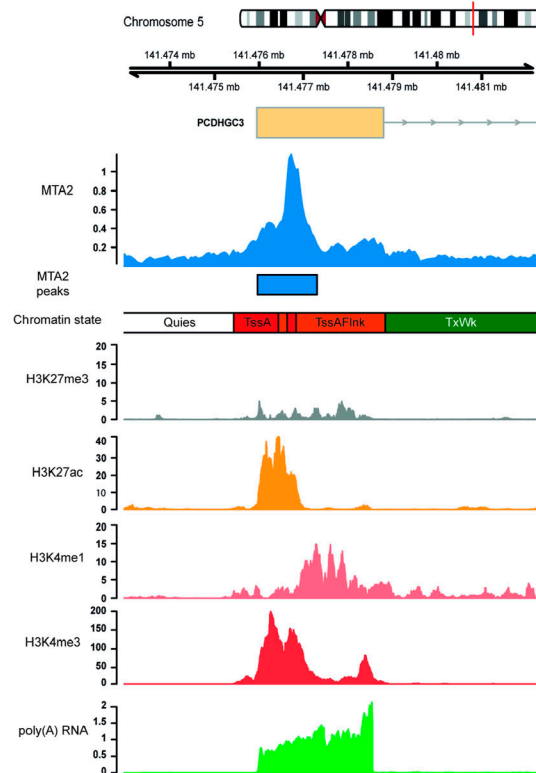 Chromosome 5
141.474 mb 141.476 mb 141.478 mb 141.48 mb
141.475 mb 141.477 mb 141.479 mb 141.481 mb
PCDHGC3
MTA2
1
0.8
0.6
0.4
0.2
MTA2
peaks
Chromatin state Quies TssA TssAFlnk TxWk
H3K27me3
20
15
10
5
0
H3K27ac
40
30
20
10
0
H3K4me1
20
15
10
5
0
H3K4me3
200
150
100
50
0
poly(A) RNA
2
1.5
1
0.5
0